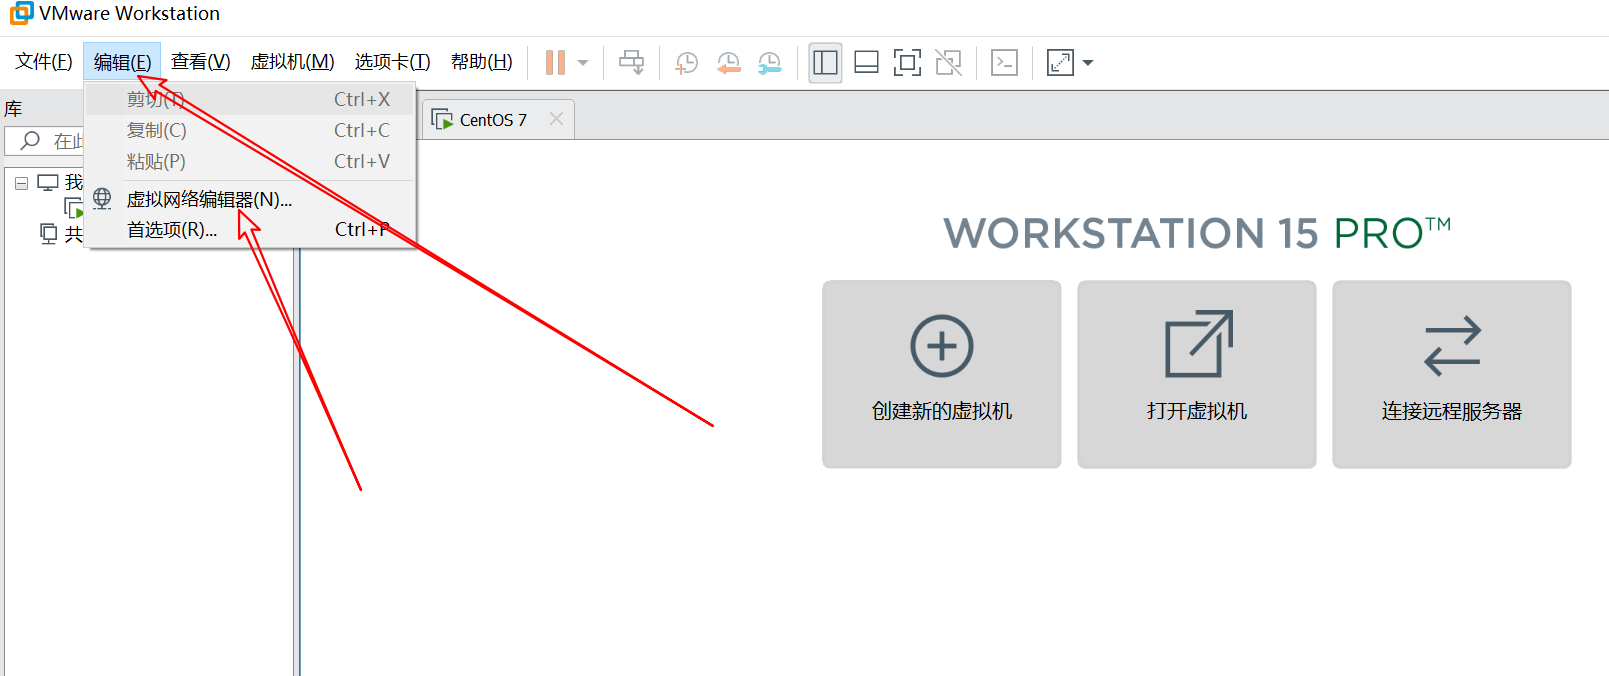 VMware Workstation
文件(F) 编辑(E) 查看(V) 虚拟机(M) 选项卡(T) 帮助(H)
库
在此
我
共
剪切(T) Ctrl+X
复制(C) Ctrl+C
粘贴(P) Ctrl+V
虚拟网络编辑器(N)...
首选项(R)... Ctrl+P
CentOS 7
WORKSTATION 15 PRO™
创建新的虚拟机
打开虚拟机
连接远程服务器